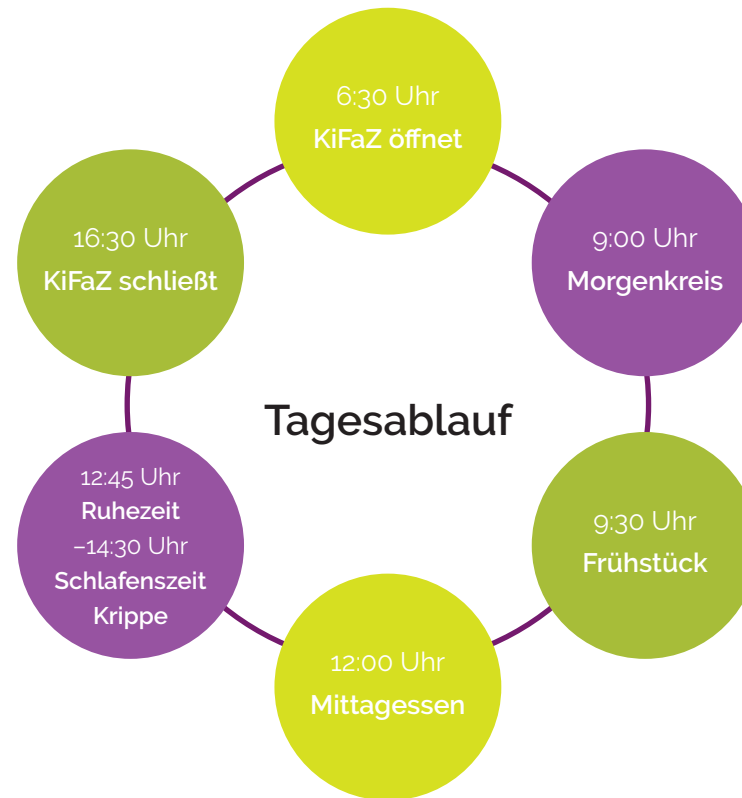 6:30 Uhr
KiFaZ öffnet
9:00 Uhr
Morgenkreis
9:30 Uhr
Frühstück
12:00 Uhr
Mittagessen
12:45 Uhr
Ruhezeit
–14:30 Uhr
Schlafenszeit
Krippe
16:30 Uhr
KiFaZ schließt
Tagesablauf